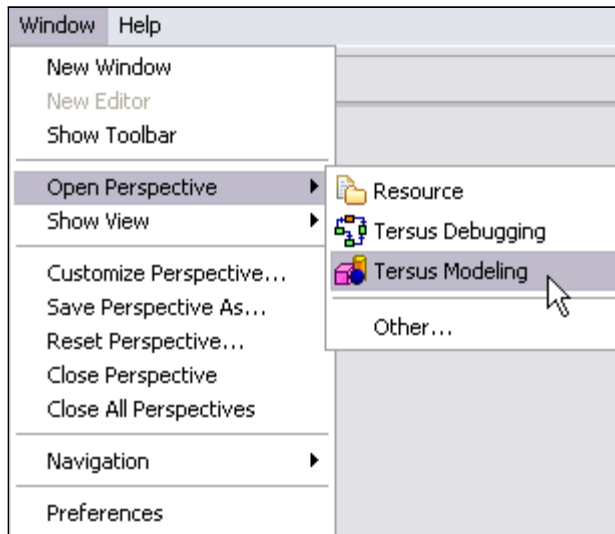 Window Help
New Window
New Editor
Show Toolbar
Open Perspective
Show View
Customize Perspective...
Save Perspective As...
Reset Perspective...
Close Perspective
Close All Perspectives
Navigation
Preferences
Resource
Tersus Debugging
Tersus Modeling
Other...